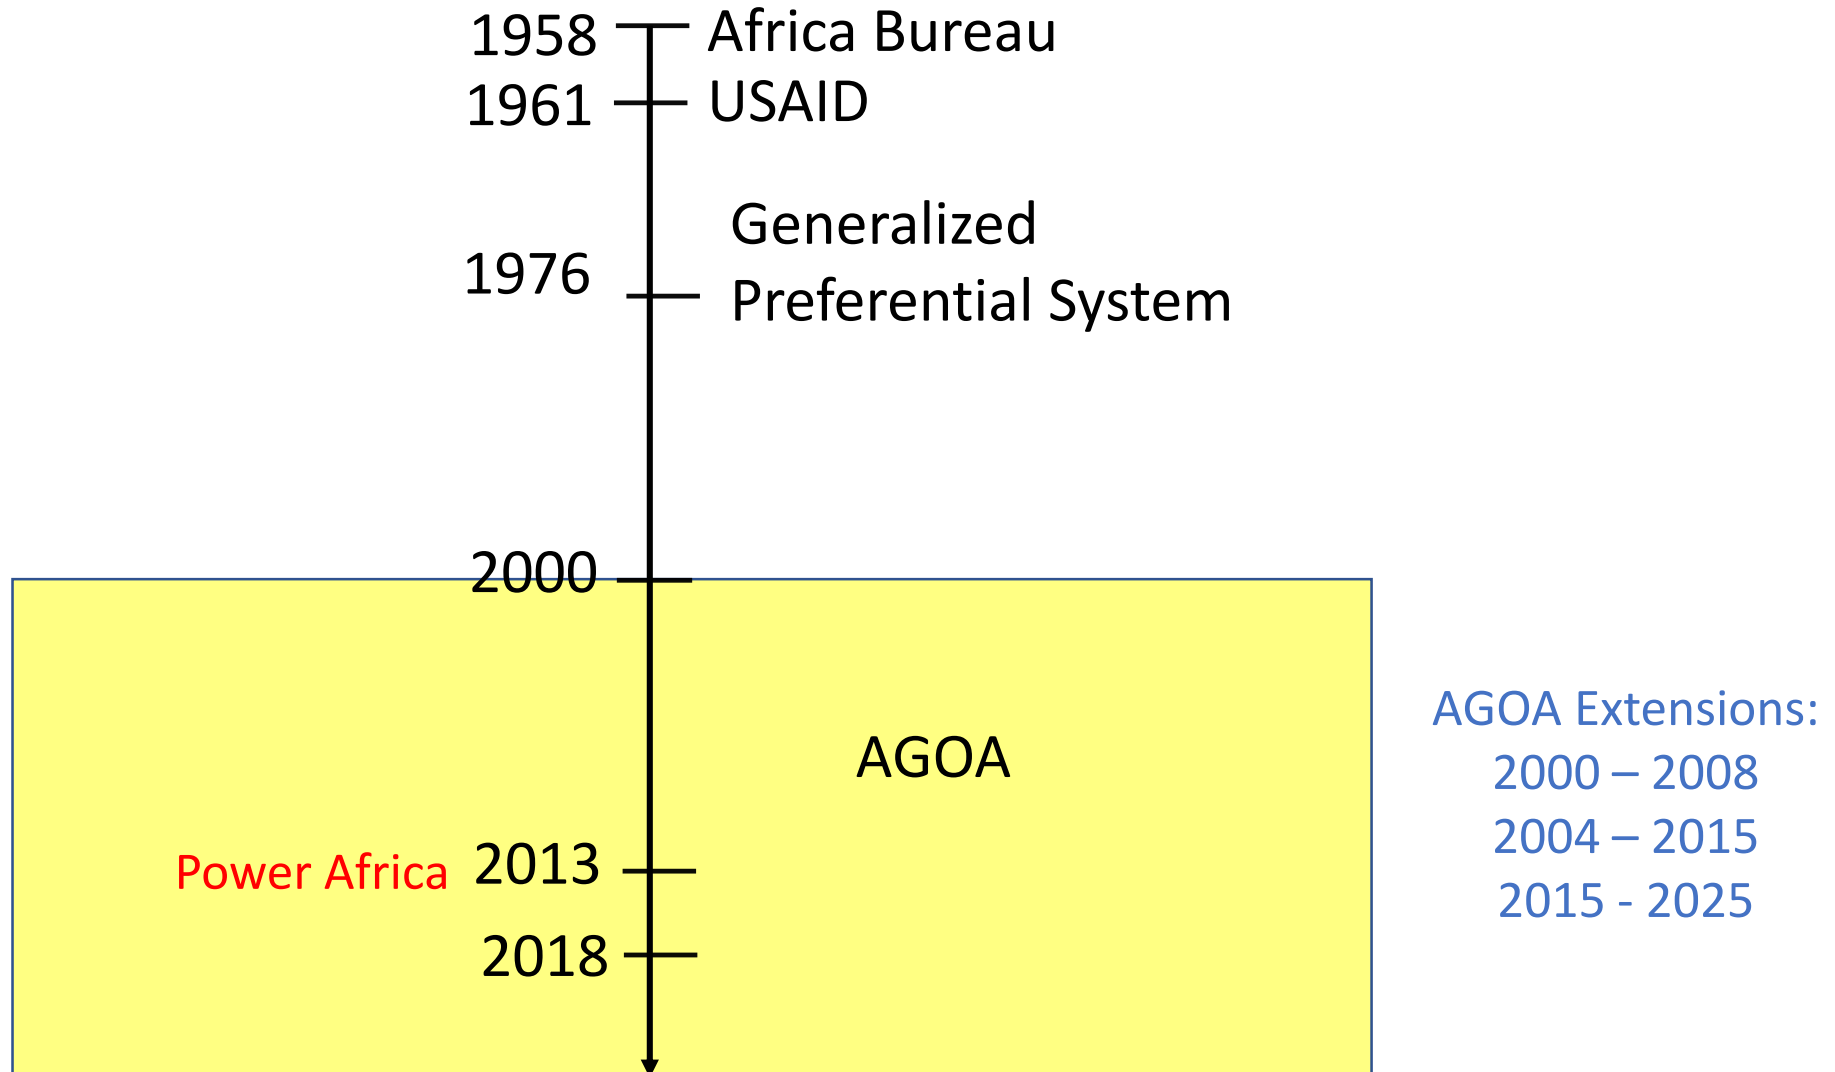 1958 Africa Bureau
1961 USAID
Generalized
1976
Preferential System
2000
AGOA Extensions:
AGOA
2000 – 2008
2004 – 2015
Power Africa 2013
2015 - 2025
2018